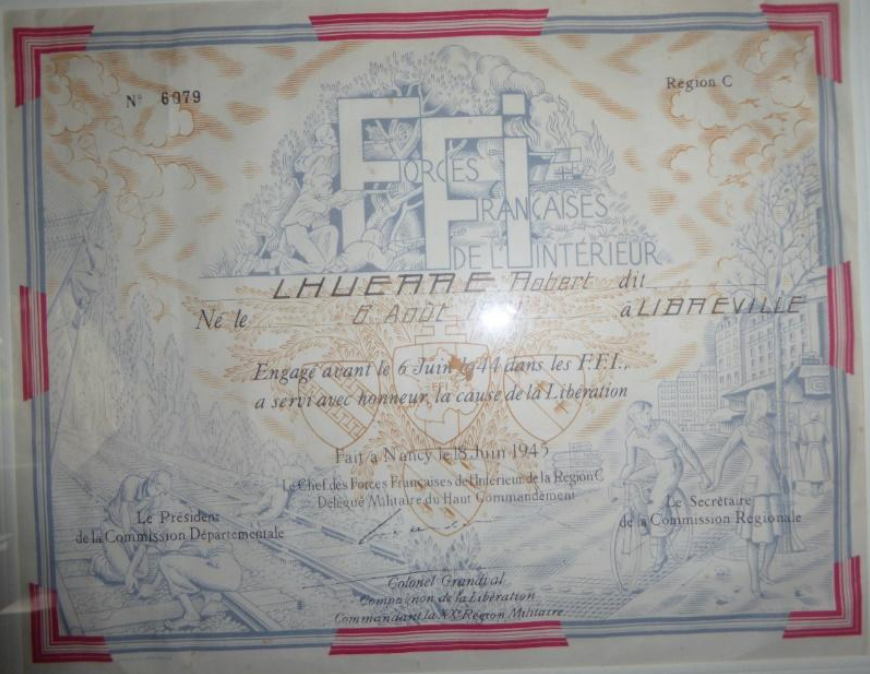 N° 6979
Région C
FFI
FORCES
FRANÇAISES
DE L'INTÉRIEUR
LHUERRE Robert dit
Né le 6 Août à LIBREVILLE
Engagé avant le 6 Juin 1944 dans les F.F.I.,
a servi avec honneur, la cause de la Libération
Fait à Nancy le 18 Juin 1945
Le Chef des Forces Françaises de l'Intérieur de la Région C
Délégué Militaire du Haut Commandement
Le Président
de la Commission Départementale
Le Secrétaire
de la Commission Régionale
Colonel Grandval
Compagnon de la Libération
Commandant la XXe Région Militaire